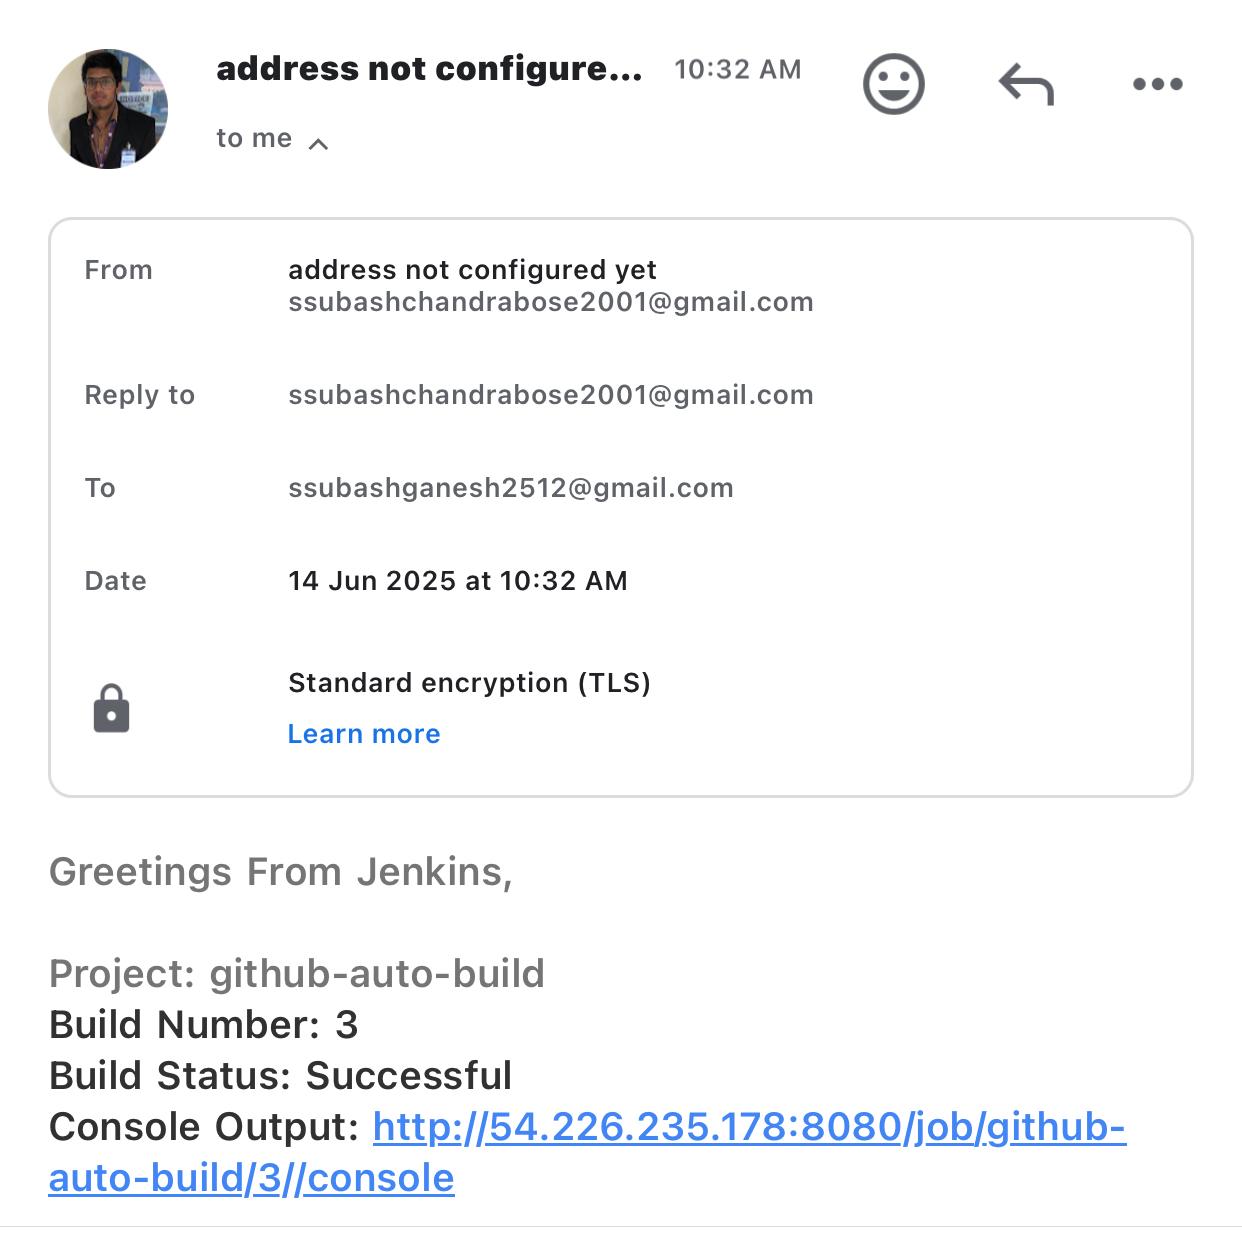 address not configure... 10:32 AM
to me
From address not configured yet
ssubashchandrabose2001@gmail.com
Reply to ssubashchandrabose2001@gmail.com
To ssubashganesh2512@gmail.com
Date 14 Jun 2025 at 10:32 AM
Standard encryption (TLS)
Learn more
Greetings From Jenkins,
Project: github-auto-build
Build Number: 3
Build Status: Successful
Console Output: http://54.226.235.178:8080/job/github-
auto-build/3//console